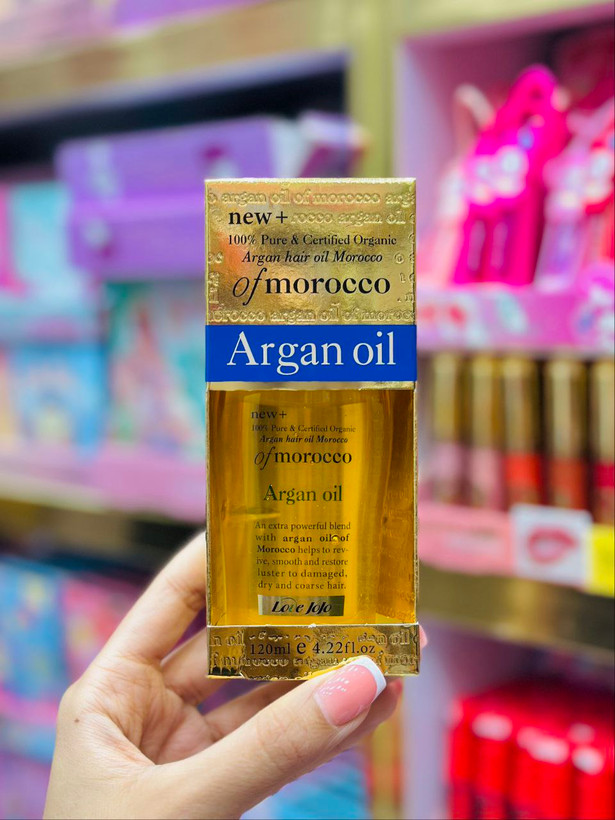 argan oil of morocco arg
new+ rocco argan oil
100% Pure & Certified Organic
Argan hair oil Morocco
of morocco
morocco argan oil of moroc
Argan oil
new+
100% Pure & Certified Organic
Argan hair oil Morocco
of morocco
Argan oil
An extra powerful blend
with argan oil of
Morocco helps to rev-
ive, smooth and restore
luster to damaged,
dry and coarse hair.
Love JoJo
120ml e 4.22fl.oz